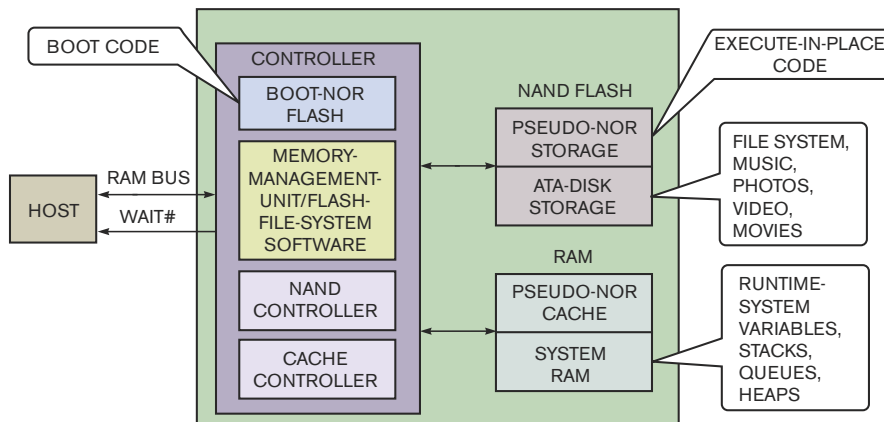 BOOT CODE
CONTROLLER
BOOT-NOR
FLASH
MEMORY-
MANAGEMENT-
UNIT/FLASH-
FILE-SYSTEM
SOFTWARE
NAND
CONTROLLER
CACHE
CONTROLLER
HOST
RAM BUS
WAIT#
NAND FLASH
PSEUDO-NOR
STORAGE
ATA-DISK
STORAGE
RAM
PSEUDO-NOR
CACHE
SYSTEM
RAM
EXECUTE-IN-PLACE
CODE
FILE SYSTEM,
MUSIC,
PHOTOS,
VIDEO,
MOVIES
RUNTIME-
SYSTEM
VARIABLES,
STACKS,
QUEUES,
HEAPS